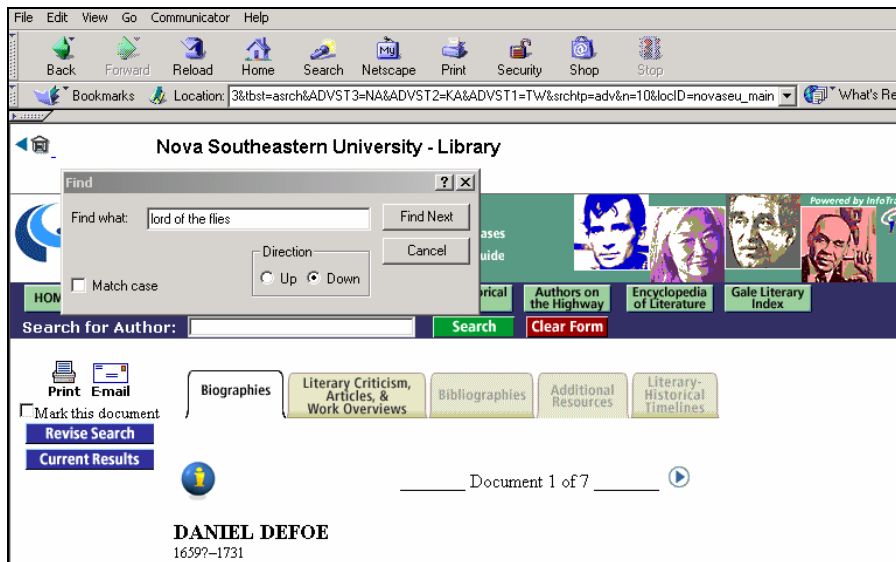 File Edit View Go Communicator Help
Back Forward Reload Home Search Netscape Print Security Shop Stop
My
Bookmarks Location: 3&tbst=asrch&ADVST3=NA&ADVST2=KA&ADVST1=TW&srchtp=adv&n=10&locID=novaseu_main What's Re
Nova Southeastern University - Library
Find
Find what: lord of the flies Find Next
Cancel
Direction
Up Down
Match case
Powered by InfoTra
ases
uide
HOM
orical
Authors on
the Highway
Encyclopedia
of Literature
Gale Literary
Index
Search for Author: Search Clear Form
Print E-mail
Mark this document
Revise Search
Current Results
Biographies
Literary Criticism,
Articles, &
Work Overviews
Bibliographies
Additional
Resources
Literary-
Historical
Timelines
Document 1 of 7
DANIEL DEFOE
1659?–1731